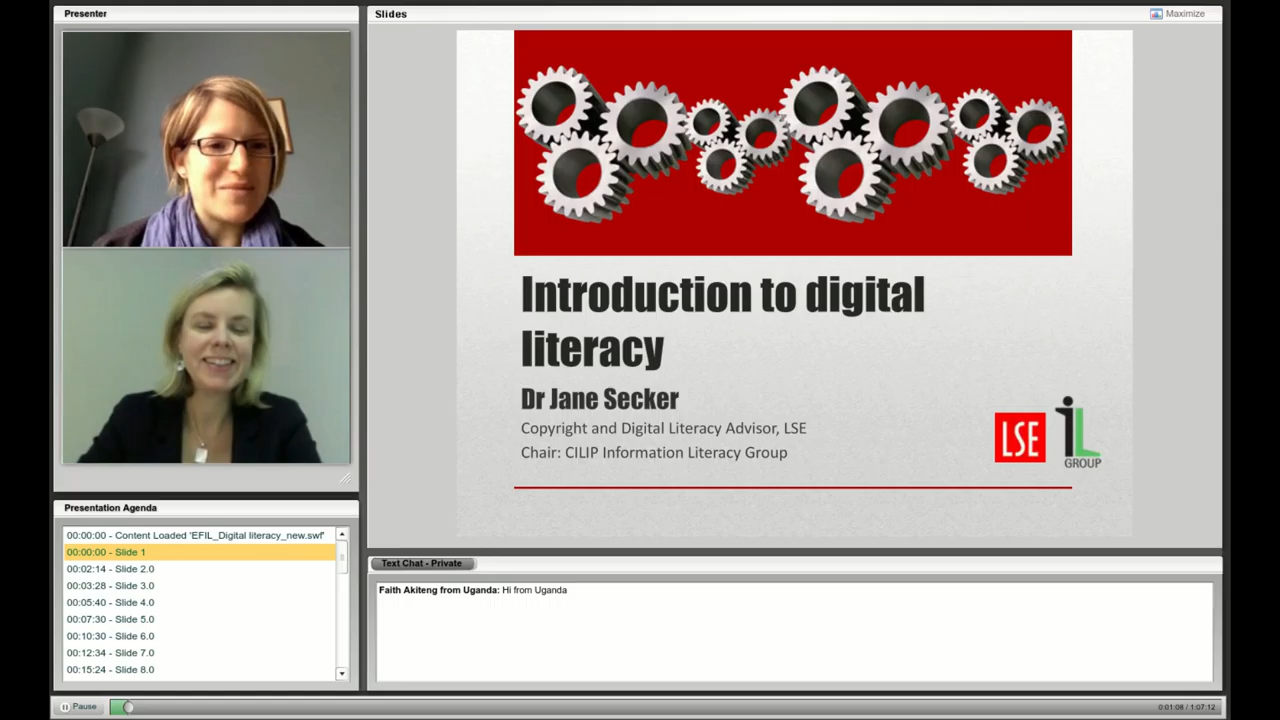 Presenter
Slides
Maximize
Introduction to digital
literacy
Dr Jane Secker
Copyright and Digital Literacy Advisor, LSE
Chair: CILIP Information Literacy Group
LSE
iL
GROUP
Presentation Agenda
00:00:00 - Content Loaded 'EFIL_Digital literacy_new.swf'
00:00:00 - Slide 1
00:02:14 - Slide 2.0
00:03:28 - Slide 3.0
00:05:40 - Slide 4.0
00:07:30 - Slide 5.0
00:10:30 - Slide 6.0
00:12:34 - Slide 7.0
00:15:24 - Slide 8.0
Text Chat - Private
Faith Akiteng from Uganda: Hi from Uganda
Pause
0:01:08 / 1:07:12